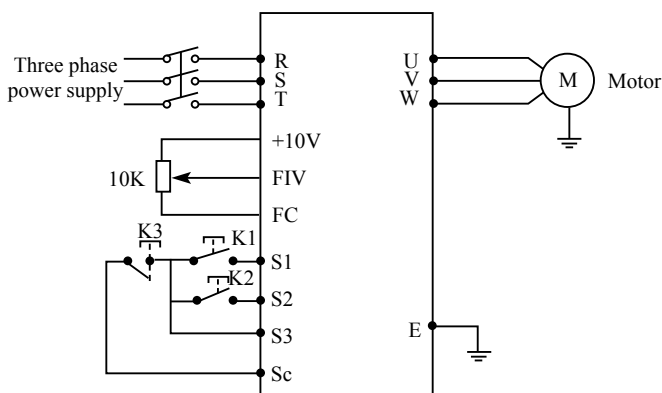 Three phase
power supply
R
S
T
U
V
W
M
Motor
+10V
10K
FIV
FC
K3
K1
S1
K2
S2
S3
E
Sc